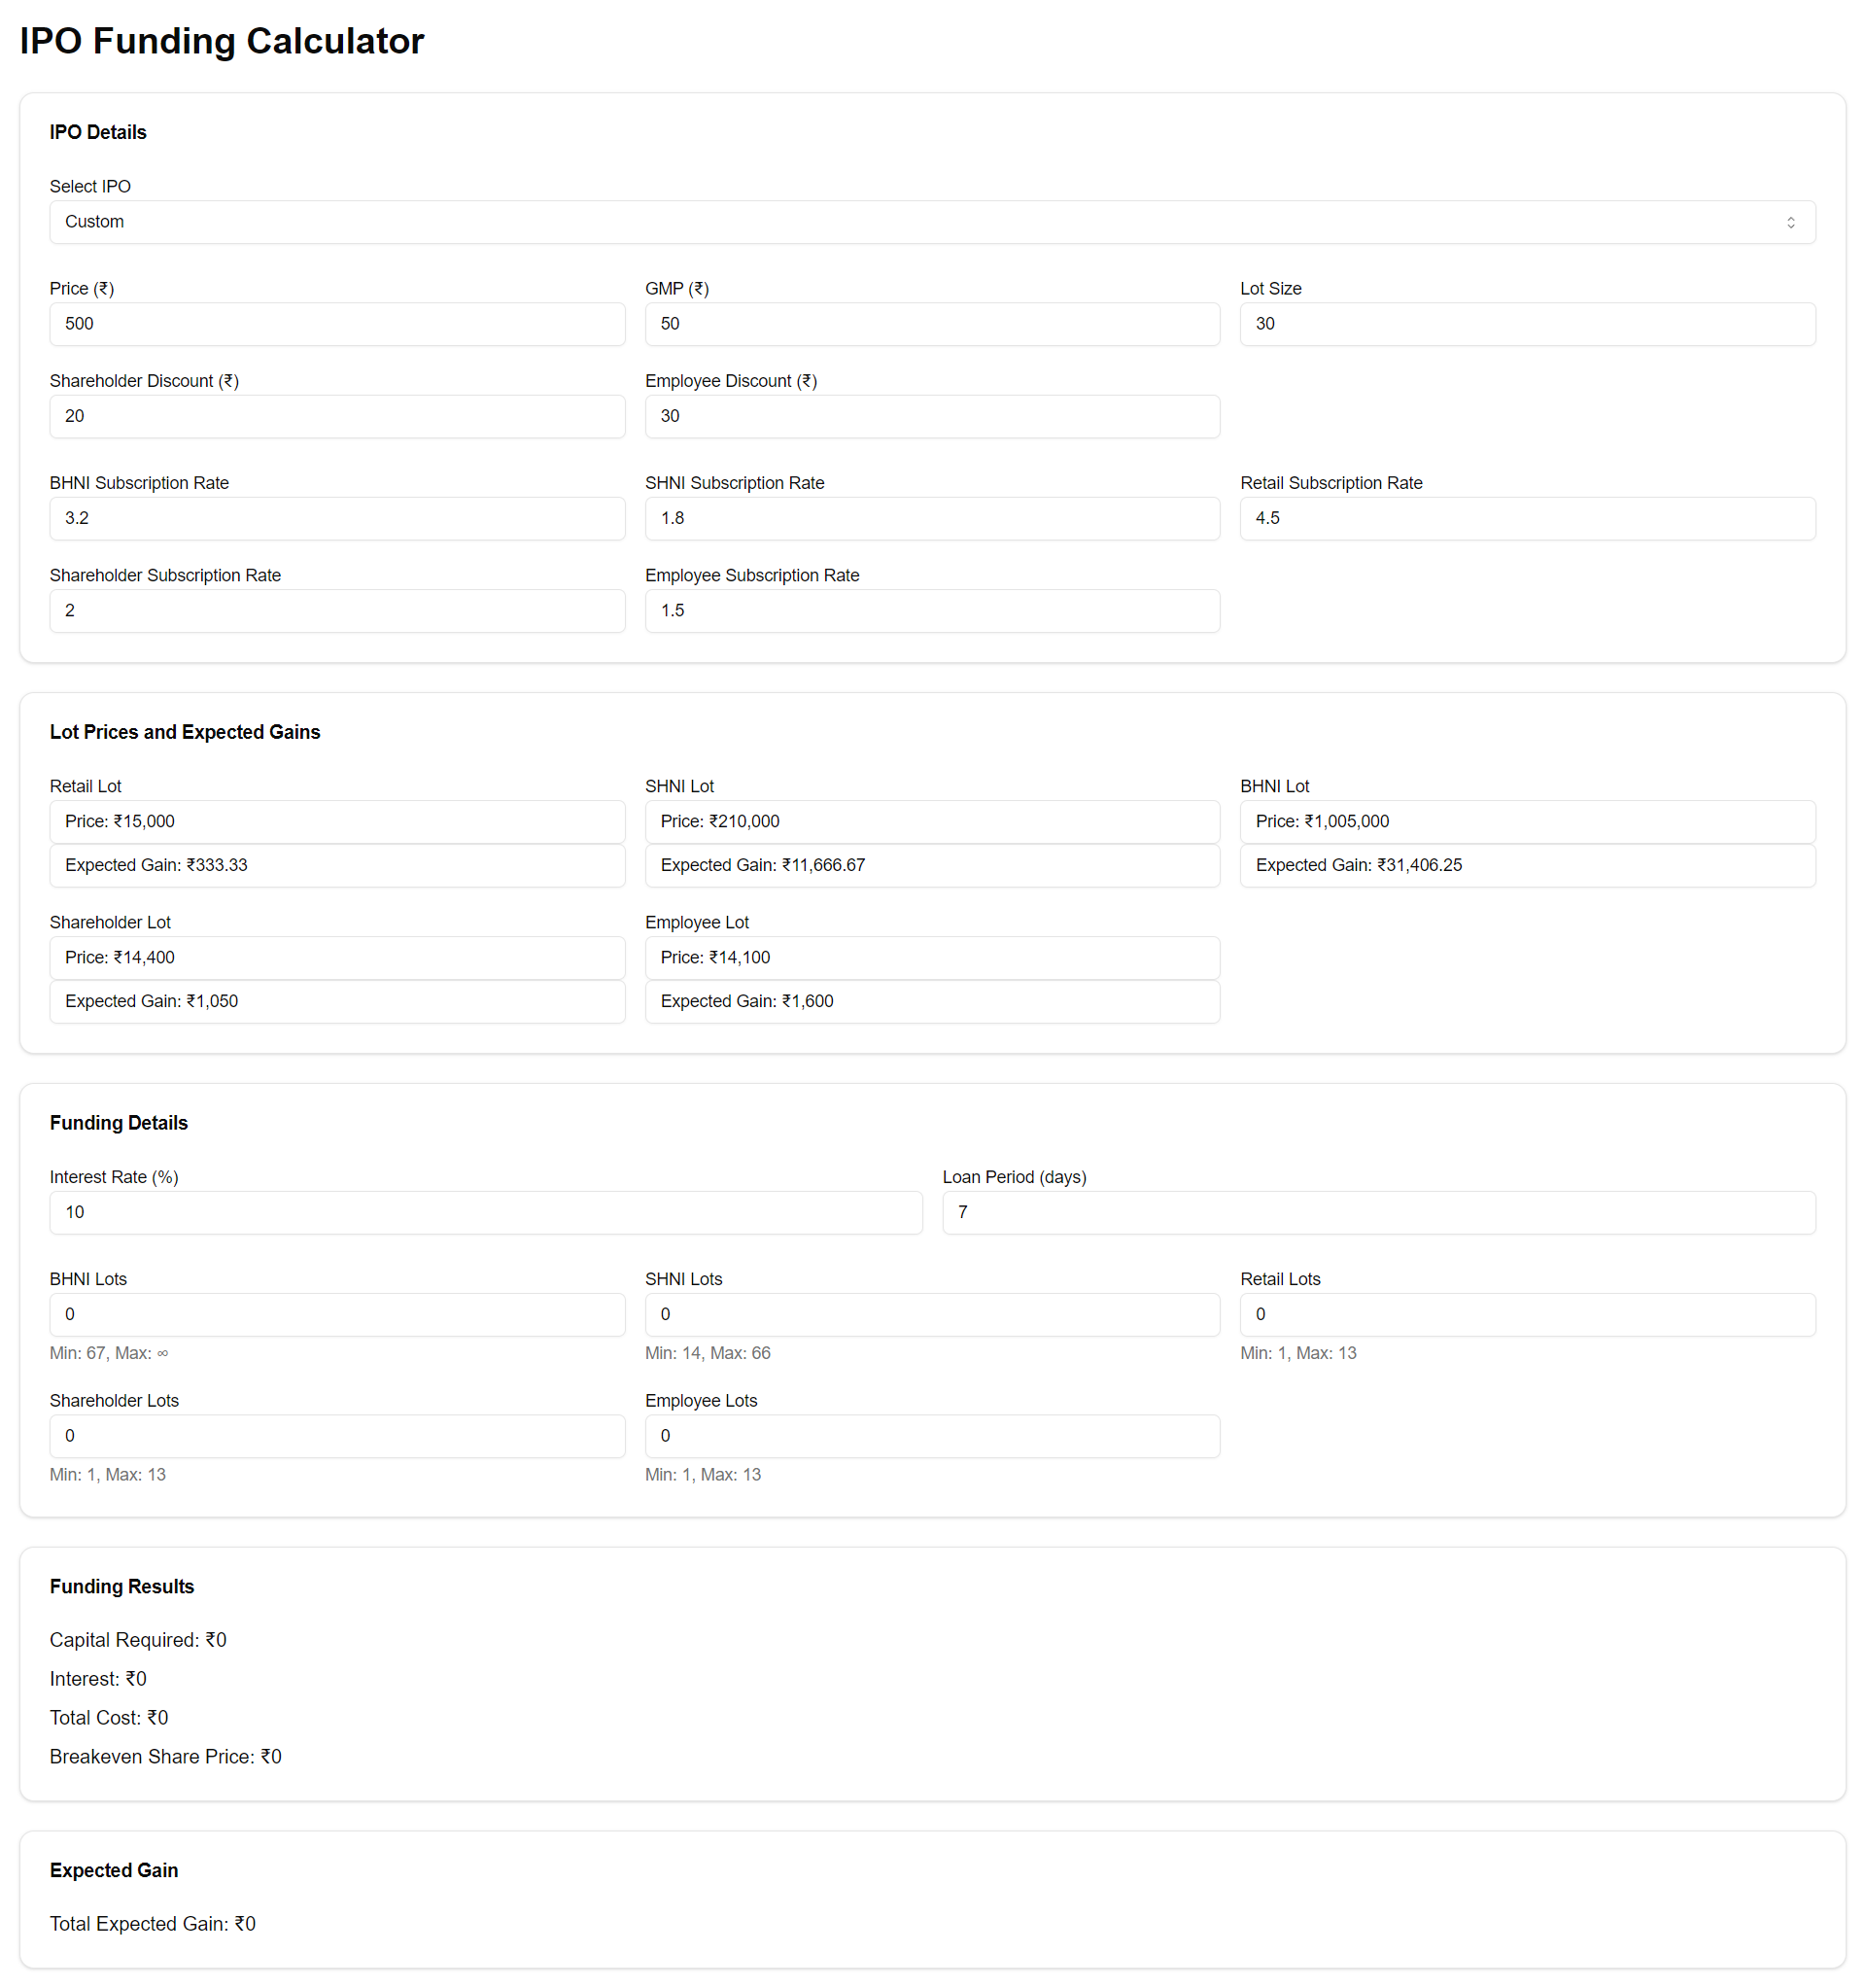 IPO Funding Calculator
IPO Details
Select IPO
Custom
Price (₹)
GMP (₹)
Lot Size
500
50
30
Shareholder Discount (₹)
Employee Discount (₹)
20
30
BHNI Subscription Rate
SHNI Subscription Rate
Retail Subscription Rate
3.2
1.8
4.5
Shareholder Subscription Rate
Employee Subscription Rate
2
1.5
Lot Prices and Expected Gains
Retail Lot
SHNI Lot
BHNI Lot
Price: ₹15,000
Price: ₹210,000
Price: ₹1,005,000
Expected Gain: ₹333.33
Expected Gain: ₹11,666.67
Expected Gain: ₹31,406.25
Shareholder Lot
Employee Lot
Price: ₹14,400
Price: ₹14,100
Expected Gain: ₹1,050
Expected Gain: ₹1,600
Funding Details
Interest Rate (%)
Loan Period (days)
10
7
BHNI Lots
SHNI Lots
Retail Lots
0
0
0
Min: 67, Max: ∞
Min: 14, Max: 66
Min: 1, Max: 13
Shareholder Lots
Employee Lots
0
0
Min: 1, Max: 13
Min: 1, Max: 13
Funding Results
Capital Required: ₹0
Interest: ₹0
Total Cost: ₹0
Breakeven Share Price: ₹0
Expected Gain
Total Expected Gain: ₹0